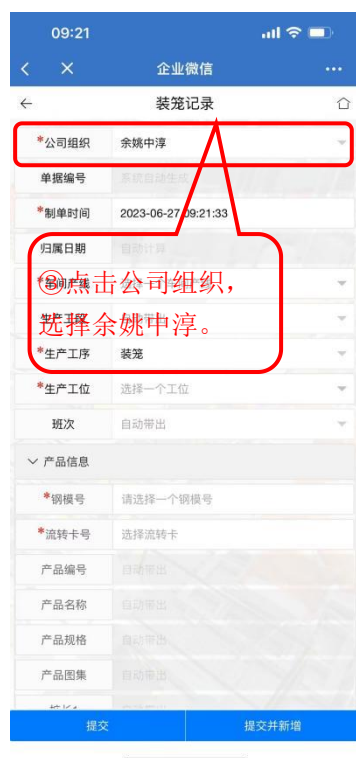 09:21
企业微信
装笼记录
*公司组织 余姚中淳
单据编号 系统自动生成
*制单时间 2023-06-27 09:21:33
归属日期 自动计算
*车间产线
③点击公司组织，
选择余姚中淳。
*生产工序 装笼
*生产工位 选择一个工位
班次 自动带出
产品信息
*钢模号 请选择一个钢模号
*流转卡号 选择流转卡
产品编号 自动带出
产品名称 自动带出
产品规格 自动带出
产品图集 自动带出
提交 提交并新增